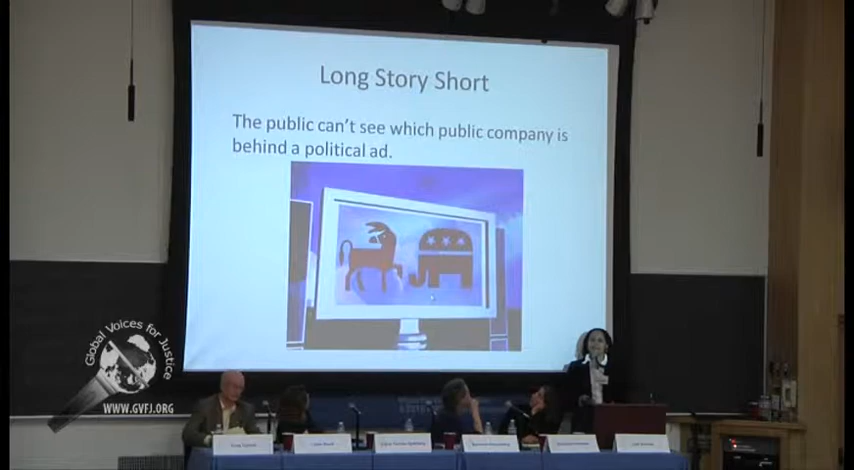 Long Story Short
The public can't see which public company is
behind a political ad.
Global Voices for Justice
WWW.GVFJ.ORG